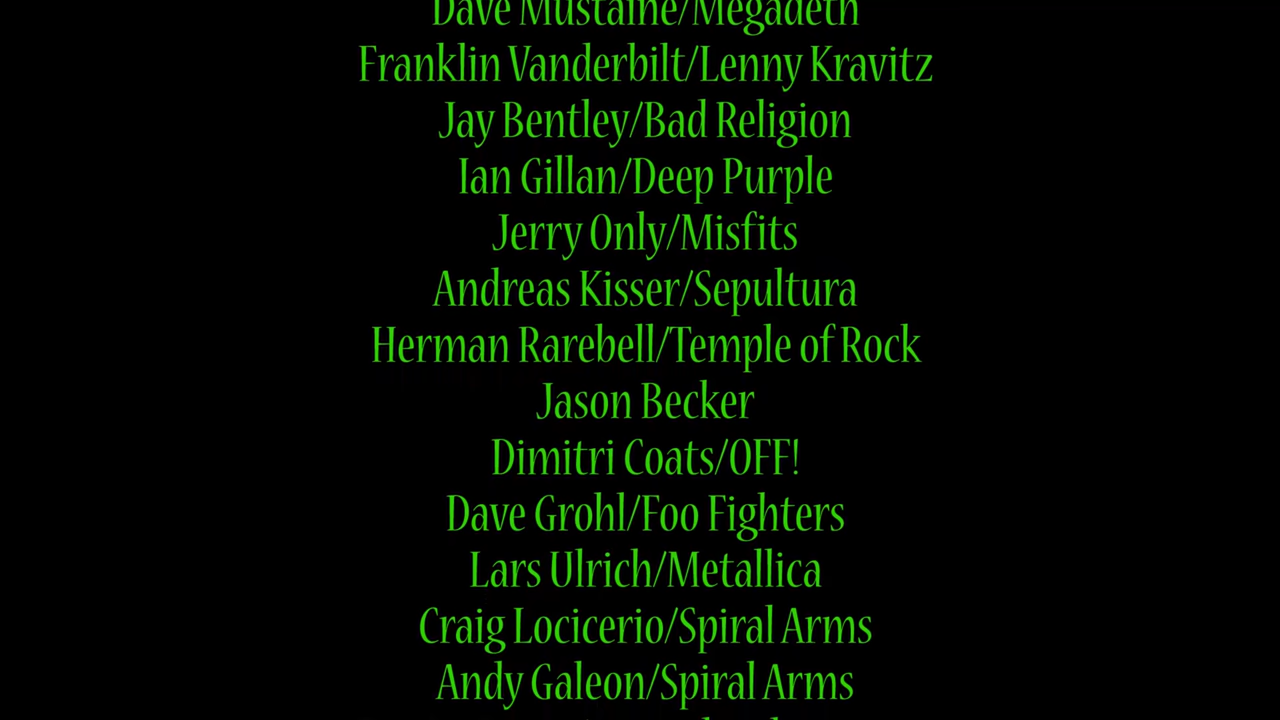 Dave Mustaine/Megadeth
Franklin Vanderbilt/Lenny Kravitz
Jay Bentley/Bad Religion
Ian Gillan/Deep Purple
Jerry Only/Misfits
Andreas Kisser/Sepultura
Herman Rarebell/Temple of Rock
Jason Becker
Dimitri Coats/OFF!
Dave Grohl/Foo Fighters
Lars Ulrich/Metallica
Craig Locicerio/Spiral Arms
Andy Galeon/Spiral Arms